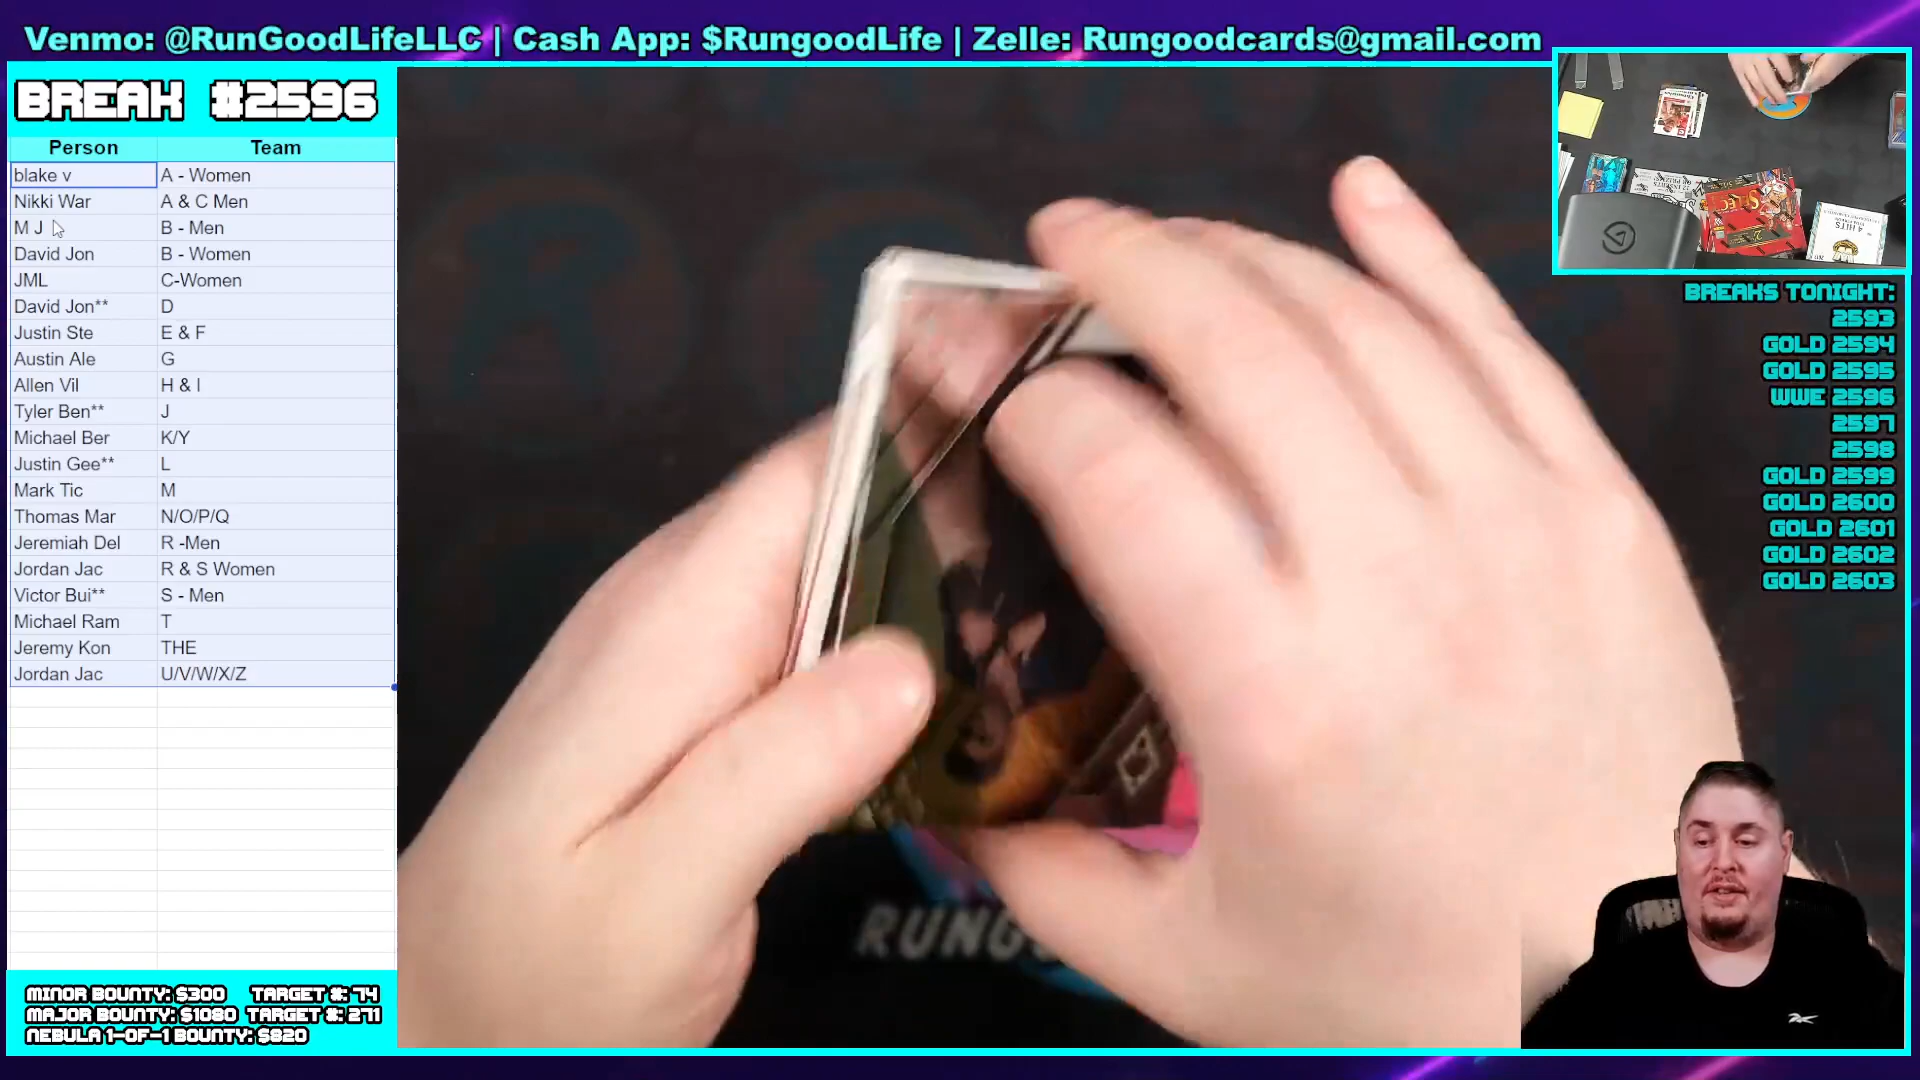 Venmo: @RunGoodLifeLLC | Cash App: $RungoodLife | Zelle: Rungoodcards@gmail.com
BREAK #2596
Person Team
blake v A - Women
Nikki War A & C Men
M J B - Men
David Jon B - Women
JML C-Women
David Jon** D
Justin Ste E & F
Austin Ale G
Allen Vil H & I
Tyler Ben** J
Michael Ber K/Y
Justin Gee** L
Mark Tic M
Thomas Mar N/O/P/Q
Jeremiah Del R -Men
Jordan Jac R & S Women
Victor Bui** S - Men
Michael Ram T
Jeremy Kon THE
Jordan Jac U/V/W/X/Z
MINOR BOUNTY: $300 TARGET #: 74
MAJOR BOUNTY: $1080 TARGET #: 271
NEBULA 1-OF-1 BOUNTY: $820
SELECT
4 HITS
BREAKS TONIGHT:
2593
GOLD 2594
GOLD 2595
WWE 2596
2597
2598
GOLD 2599
GOLD 2600
GOLD 2601
GOLD 2602
GOLD 2603